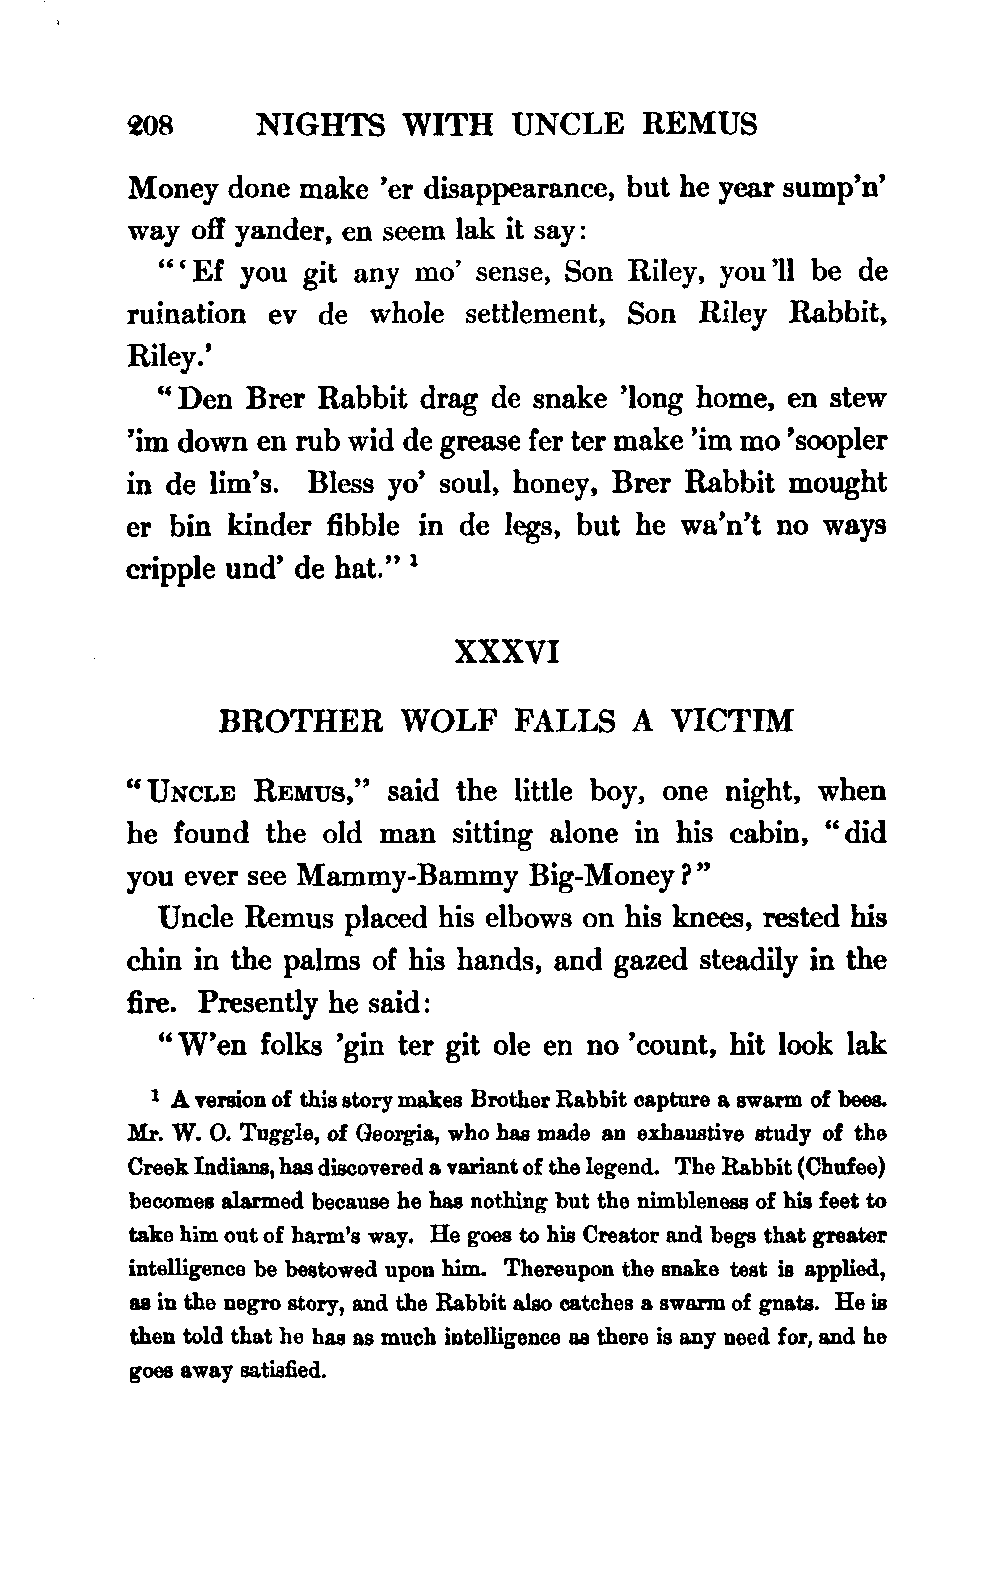 208 NIGHTS WITH UNCLE REMUS
Money done make 'er disappearance, but he year sump'n'
way off yander, en seem lak it say:
"'Ef you git any mo' sense, Son Riley, you 'll be de
ruination ev de whole settlement, Son Riley Rabbit,
Riley.'
"Den Brer Rabbit drag de snake 'long home, en stew
'im down en rub wid de grease fer ter make 'im mo 'soopler
in de lim's. Bless yo' soul, honey, Brer Rabbit mought
er bin kinder fibble in de legs, but he wa'n't no ways
cripple und' de hat." 1
XXXVI
BROTHER WOLF FALLS A VICTIM
"UNCLE REMUS," said the little boy, one night, when
he found the old man sitting alone in his cabin, "did
you ever see Mammy-Bammy Big-Money?"
Uncle Remus placed his elbows on his knees, rested his
chin in the palms of his hands, and gazed steadily in the
fire. Presently he said:
"W'en folks 'gin ter git ole en no 'count, hit look lak
1 A version of this story makes Brother Rabbit capture a swarm of bees.
Mr. W. O. Tuggle, of Georgia, who has made an exhaustive study of the
Creek Indians, has discovered a variant of the legend. The Rabbit (Chufee)
becomes alarmed because he has nothing but the nimbleness of his feet to
take him out of harm's way. He goes to his Creator and begs that greater
intelligence be bestowed upon him. Thereupon the snake test is applied,
as in the negro story, and the Rabbit also catches a swarm of gnats. He is
then told that he has as much intelligence as there is any need for, and he
goes away satisfied.